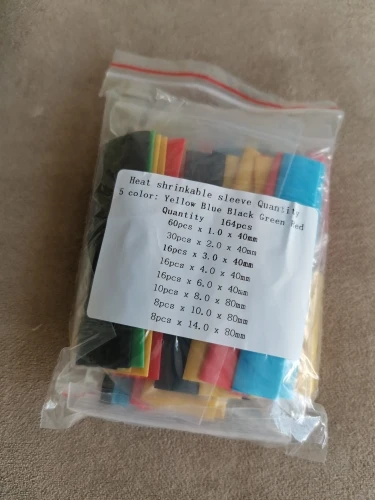 Heat shrinkable sleeve Quantity
5 color: Yellow Blue Black Green Red
Quantity 164pcs
60pcs x 1.0 x 40mm
30pcs x 2.0 x 40mm
16pcs x 3.0 x 40mm
16pcs x 4.0 x 40mm
16pcs x 6.0 x 40mm
10pcs x 8.0 x 80mm
8pcs x 10.0 x 80mm
8pcs x 14.0 x 80mm